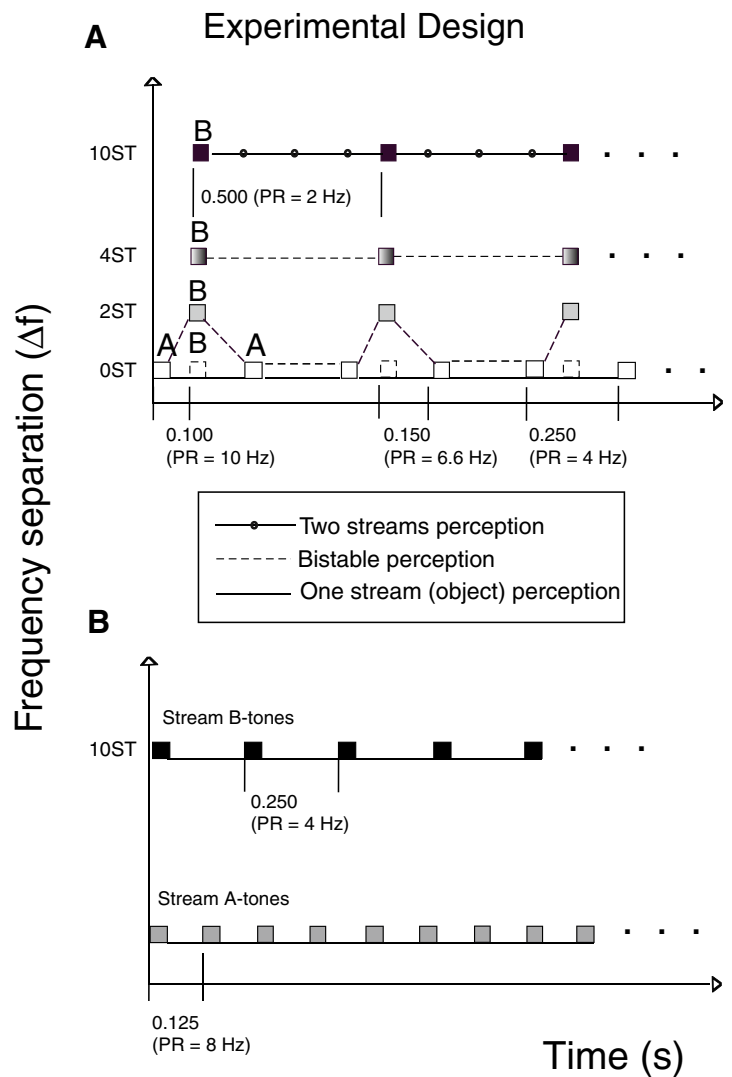 Experimental Design
A
B
10ST
0.500 (PR = 2 Hz)
B
4ST
B
2ST
A B A
0ST
0.100
(PR = 10 Hz)
0.150
(PR = 6.6 Hz)
0.250
(PR = 4 Hz)
Two streams perception
Bistable perception
One stream (object) perception
Frequency separation (Δf)
B
Stream B-tones
10ST
0.250
(PR = 4 Hz)
Stream A-tones
0.125
(PR = 8 Hz)
Time (s)